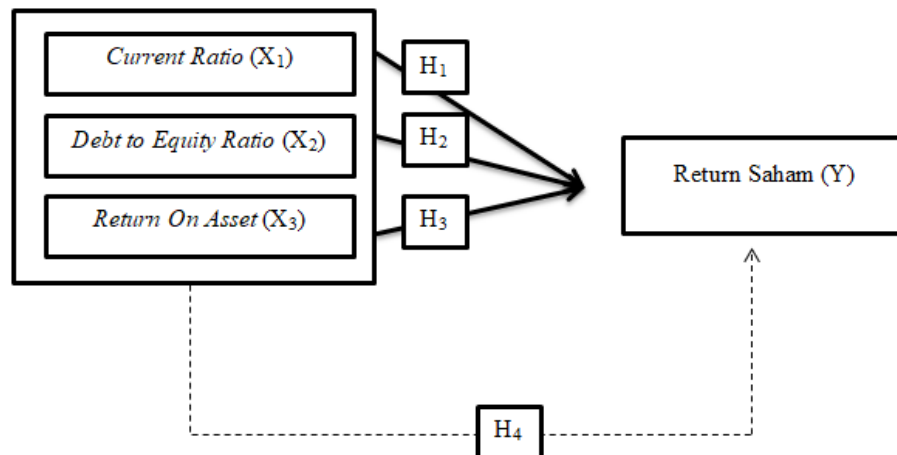 Current Ratio (X₁)
H₁
Debt to Equity Ratio (X₂)
H₂
Return Saham (Y)
Return On Asset (X₃)
H₃
H₄